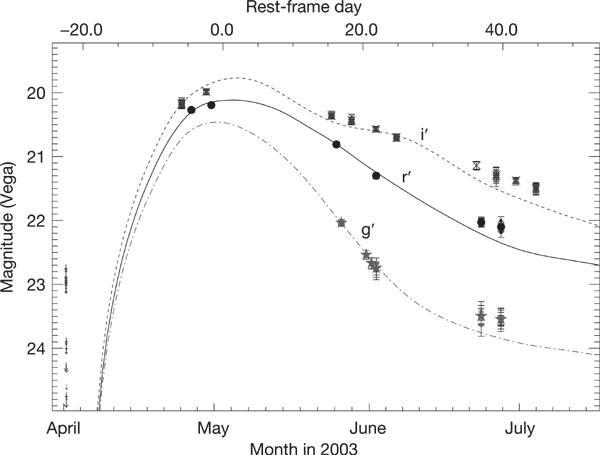 Rest-frame day
−20.0 0.0 20.0 40.0
20
21
22
23
24
Magnitude (Vega)
i′
r′
g′
April May June July
Month in 2003